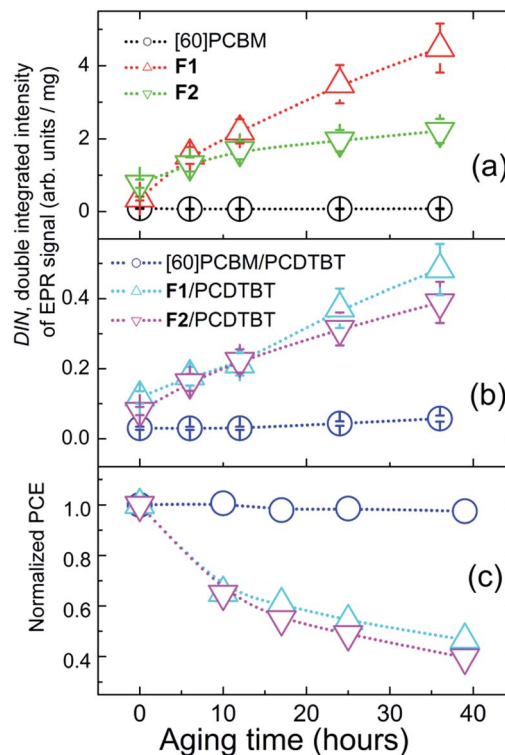 DIN, double integrated intensity
of EPR signal (arb. units / mg)
4
2
0
[60]PCBM
F1
F2
(a)
0.4
0.2
0.0
[60]PCBM/PCDTBT
F1/PCDTBT
F2/PCDTBT
(b)
Normalized PCE
1.0
0.8
0.6
0.4
(c)
0 10 20 30 40
Aging time (hours)